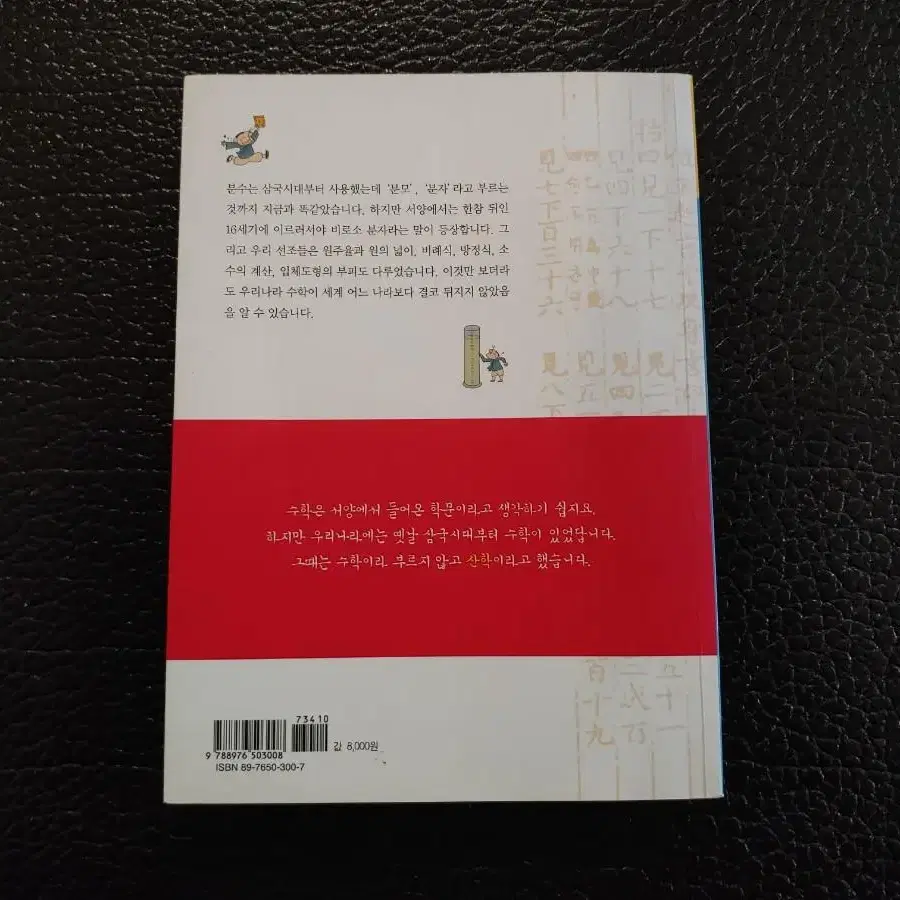 분수는 삼국시대부터 사용했는데 '분모', '분자'라고 부르는
것까지 지금과 똑같았습니다. 하지만 서양에서는 한참 뒤인
16세기에 이르러서야 비로소 분자라는 말이 등장합니다. 그
리고 우리 선조들은 원주율과 원의 넓이, 비례식, 방정식, 소
수의 계산, 입체도형의 부피도 다루었습니다. 이것만 보더라
도 우리나라 수학이 세계 어느 나라보다 결코 뒤지지 않았음
을 알 수 있습니다.
수학은 서양에서 들어온 학문이라고 생각하기 쉽지요.
하지만 우리나라에는 옛날 삼국시대부터 수학이 있었답니다.
그때는 수학이라 부르지 않고 산학이라고 했습니다.
73410
값 8,000원
9 788976 503008
ISBN 89-7650-300-7